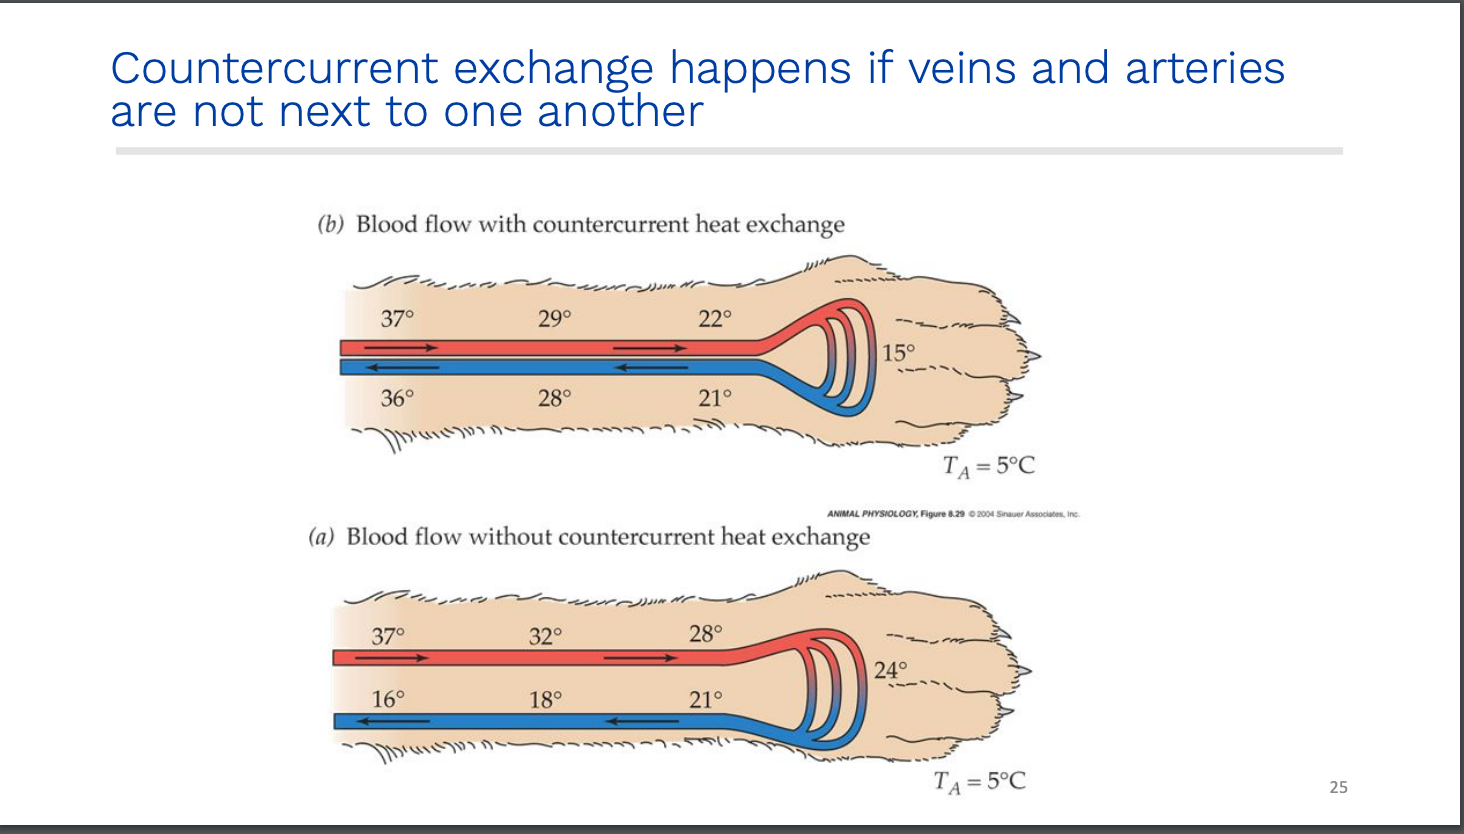 Countercurrent exchange happens if veins and arteries
are not next to one another
(b) Blood flow with countercurrent heat exchange
37° 29° 22°
15°
36° 28° 21°
T_A = 5°C
ANIMAL PHYSIOLOGY, Figure 8.29 © 2004 Sinauer Associates, Inc.
(a) Blood flow without countercurrent heat exchange
37° 32° 28°
24°
16° 18° 21°
T_A = 5°C
25